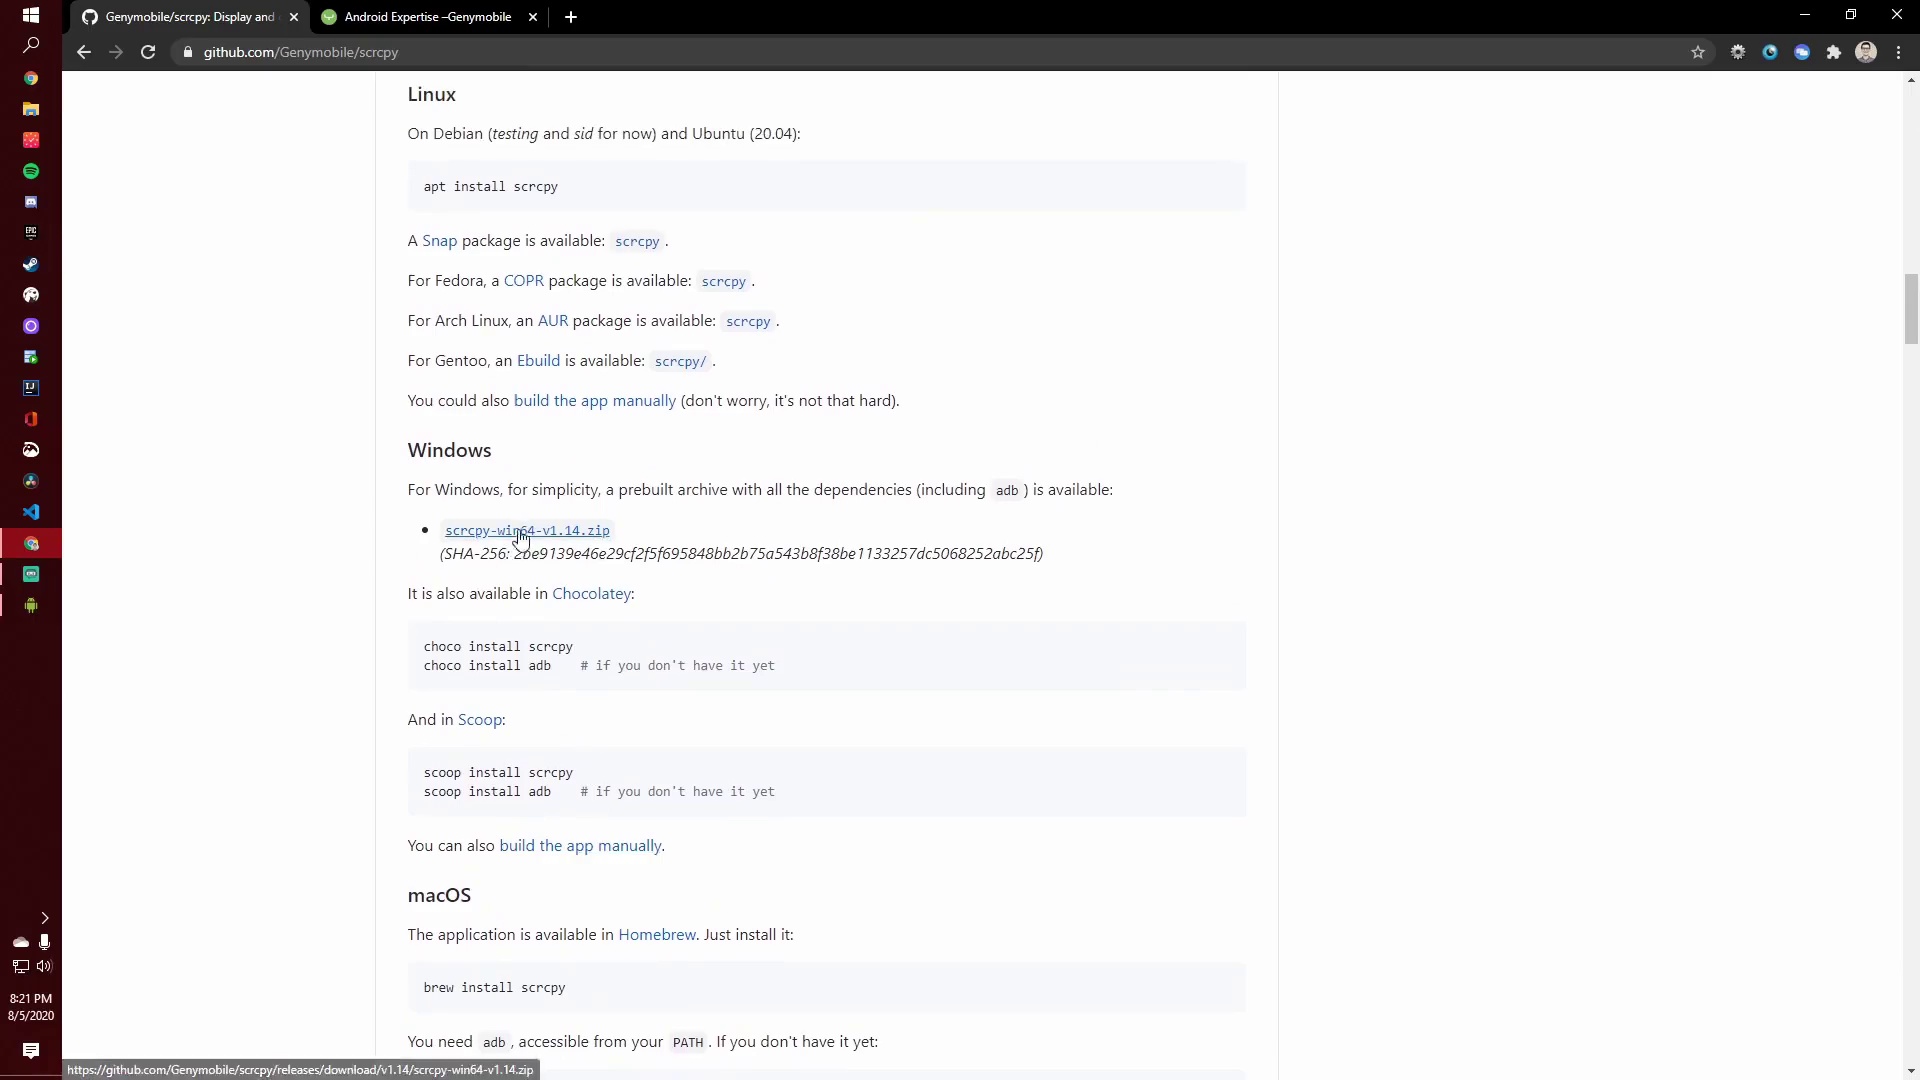 Genymobile/scrcpy: Display and
Android Expertise –Genymobile
github.com/Genymobile/scrcpy
Linux
On Debian (testing and sid for now) and Ubuntu (20.04):
apt install scrcpy
A Snap package is available: scrcpy .
For Fedora, a COPR package is available: scrcpy .
For Arch Linux, an AUR package is available: scrcpy .
For Gentoo, an Ebuild is available: scrcpy/ .
You could also build the app manually (don't worry, it's not that hard).
Windows
For Windows, for simplicity, a prebuilt archive with all the dependencies (including adb ) is available:
scrcpy-win64-v1.14.zip
(SHA-256: 2be9139e46e29cf2f5f695848bb2b75a543b8f38be1133257dc5068252abc25f)
It is also available in Chocolatey:
choco install scrcpy
choco install adb # if you don't have it yet
And in Scoop:
scoop install scrcpy
scoop install adb # if you don't have it yet
You can also build the app manually.
macOS
The application is available in Homebrew. Just install it:
brew install scrcpy
You need adb , accessible from your PATH . If you don't have it yet:
EPIC
IJ
8:21 PM
8/5/2020
https://github.com/Genymobile/scrcpy/releases/download/v1.14/scrcpy-win64-v1.14.zip